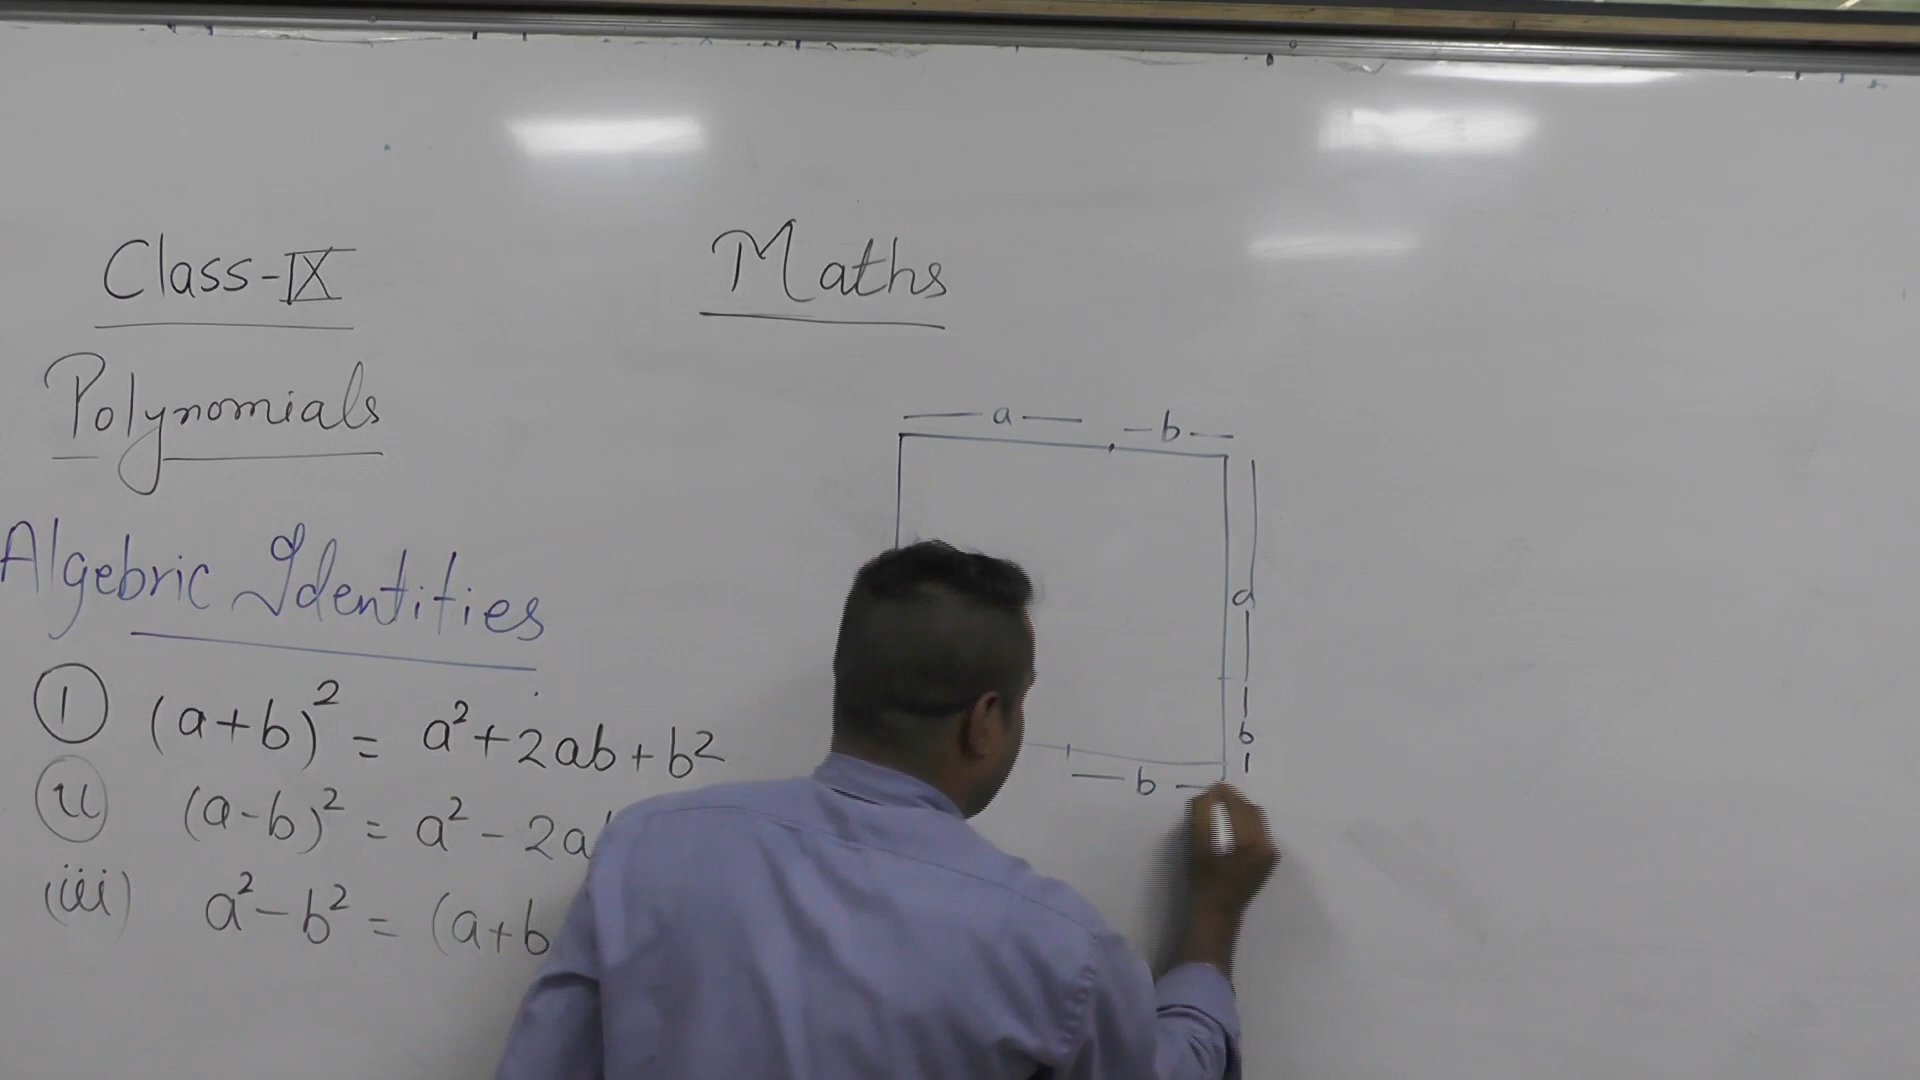 Class-IX
Maths
Polynomials
Algebric Identities
① (a+b)² = a²+2ab+b²
(ii) (a-b)² = a² - 2a
(iii) a² - b² = (a+b
a
b
a
b
b